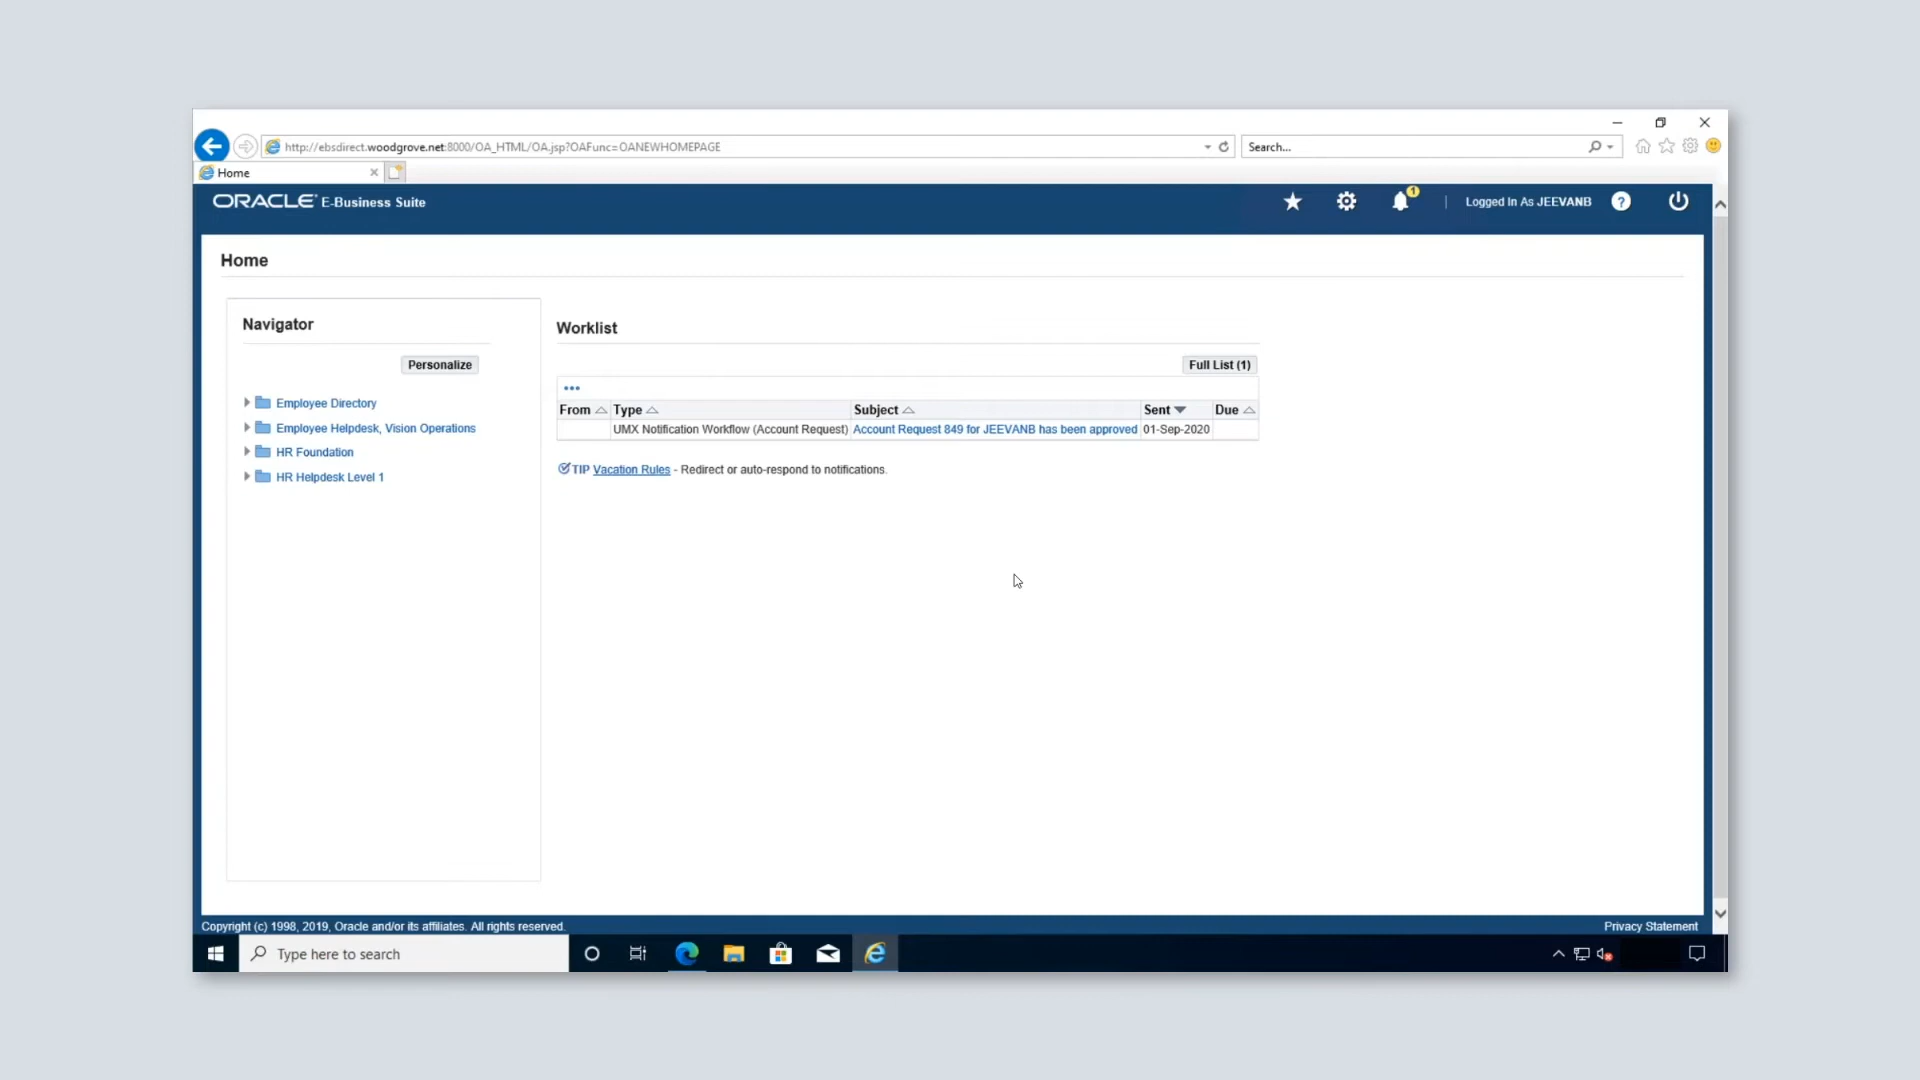 http://ebsdirect.woodgrove.net:8000/OA_HTML/OA.jsp?OAFunc=OANEWHOMEPAGE
Search...
Home
ORACLE E-Business Suite
1
Logged In As JEEVANB
?
Home
Navigator
Personalize
Employee Directory
Employee Helpdesk, Vision Operations
HR Foundation
HR Helpdesk Level 1
Worklist
Full List (1)
From Type Subject Sent Due
UMX Notification Workflow (Account Request) Account Request 849 for JEEVANB has been approved 01-Sep-2020
TIP Vacation Rules - Redirect or auto-respond to notifications.
Copyright (c) 1998, 2019, Oracle and/or its affiliates. All rights reserved.
Privacy Statement
Type here to search